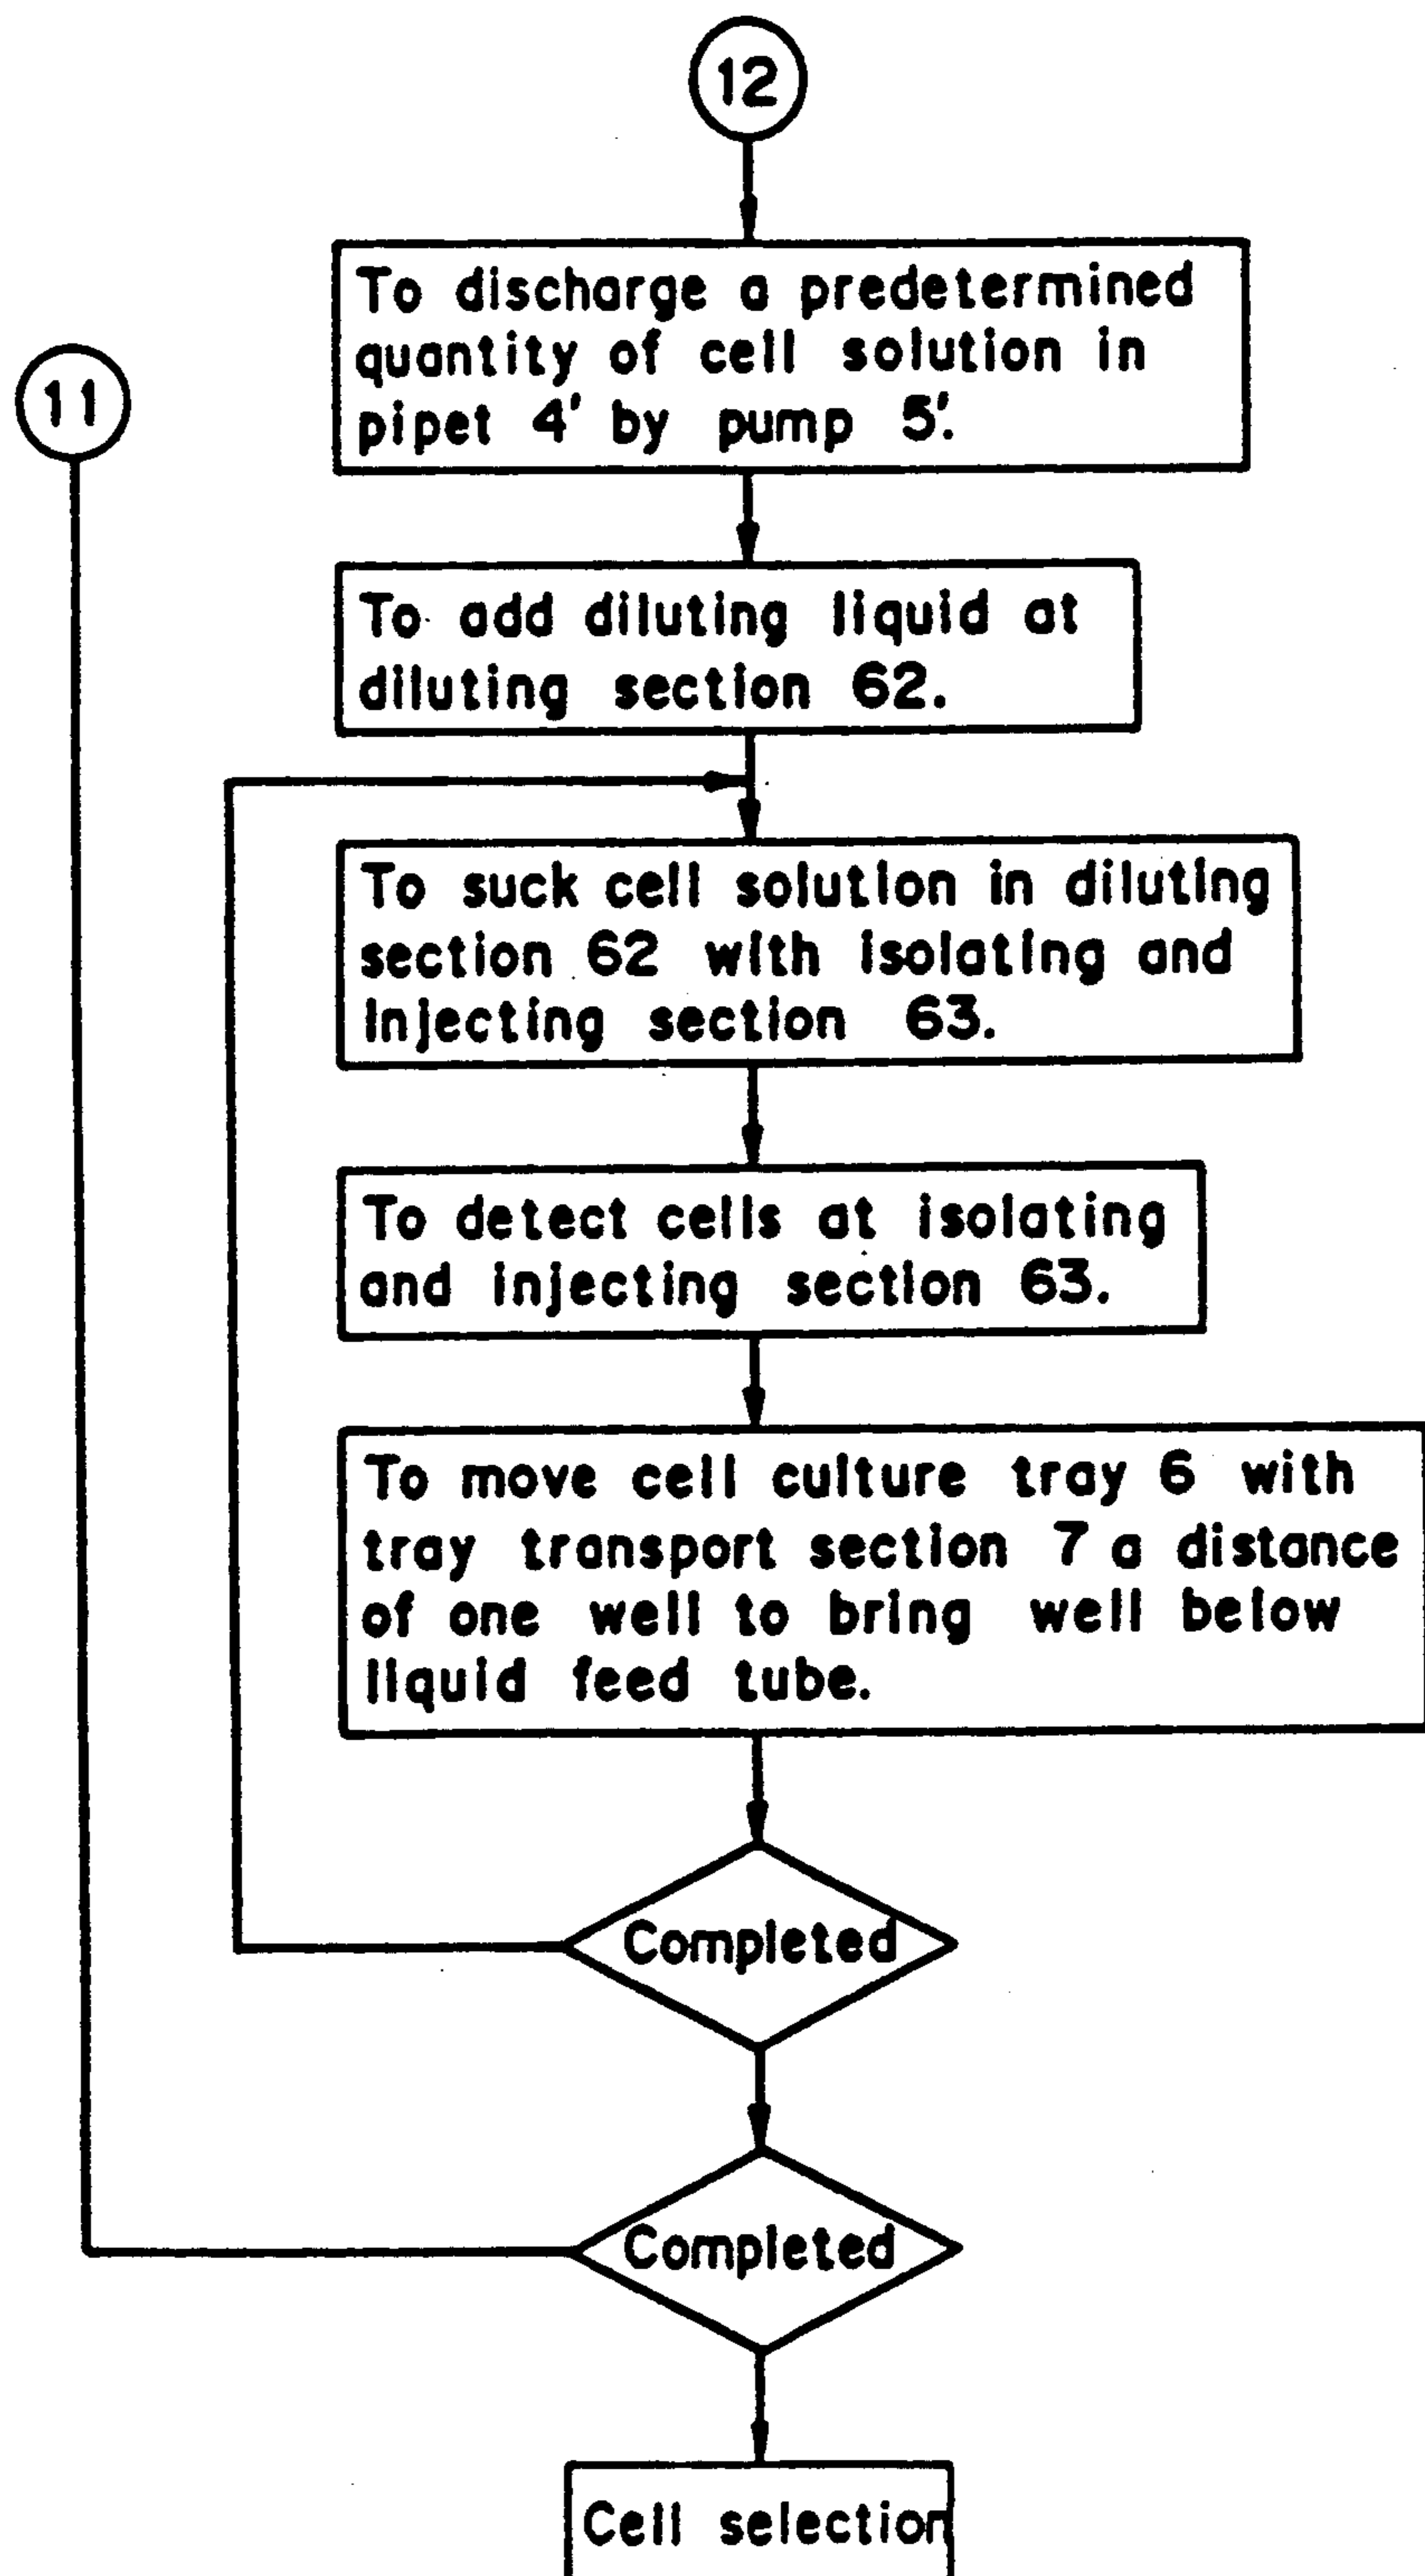 12
To discharge a predetermined
quantity of cell solution in
pipet 4' by pump 5'.
11
To add diluting liquid at
diluting section 62.
To suck cell solution in diluting
section 62 with isolating and
injecting section 63.
To detect cells at isolating
and injecting section 63.
To move cell culture tray 6 with
tray transport section 7 a distance
of one well to bring well below
liquid feed tube.
Completed
Completed
Cell selection